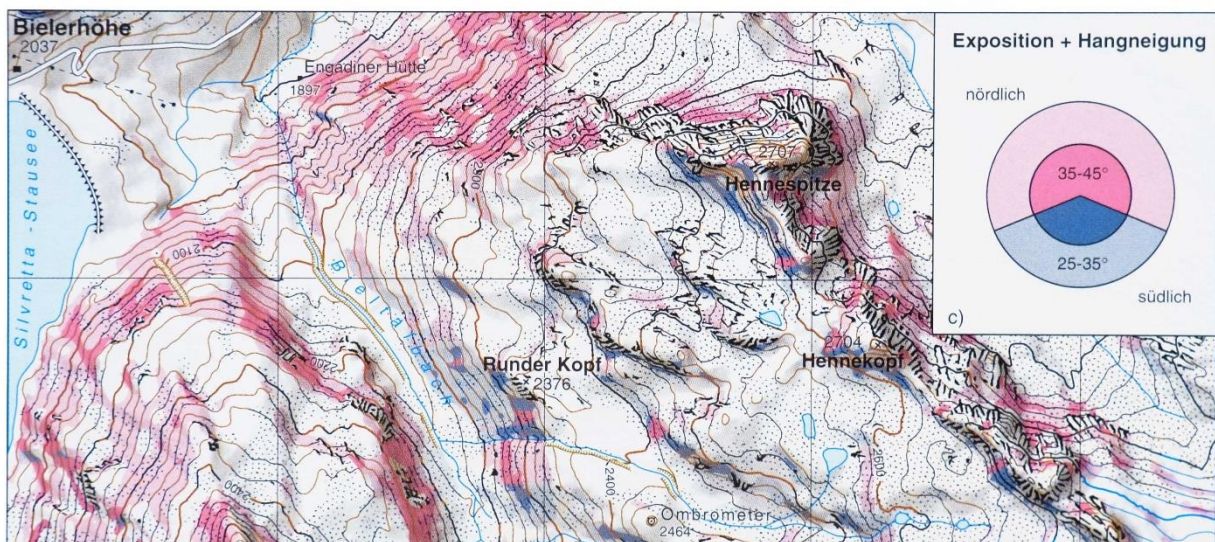 Bielerhöhe
2037
Engadiner Hütte
1897
Silvretta-Stausee
2100
Bieltalbach
2707
Hennespitze
Runder Kopf
2376
2704
Hennekopf
2200
2400
2400
2600
Ombrometer
2464
Exposition + Hangneigung
nördlich
35-45°
25-35°
südlich
c)